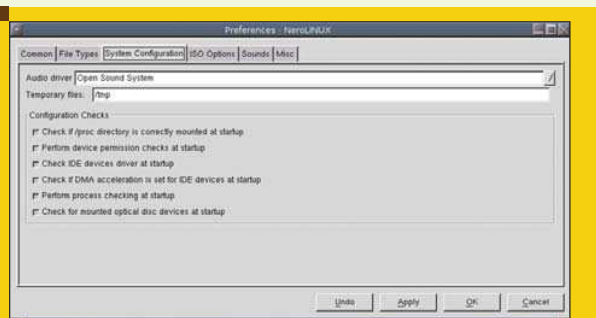 Preferences - NeroLINUX
Common File Types System Configuration ISO Options Sounds Misc
Audio driver Open Sound System
Temporary files: /tmp
Configuration Checks
Check if /proc directory is correctly mounted at startup
Perform device permission checks at startup
Check IDE devices driver at startup
Check if DMA acceleration is set for IDE devices at startup
Perform process checking at startup
Check for mounted optical disc devices at startup
Undo Apply OK Cancel